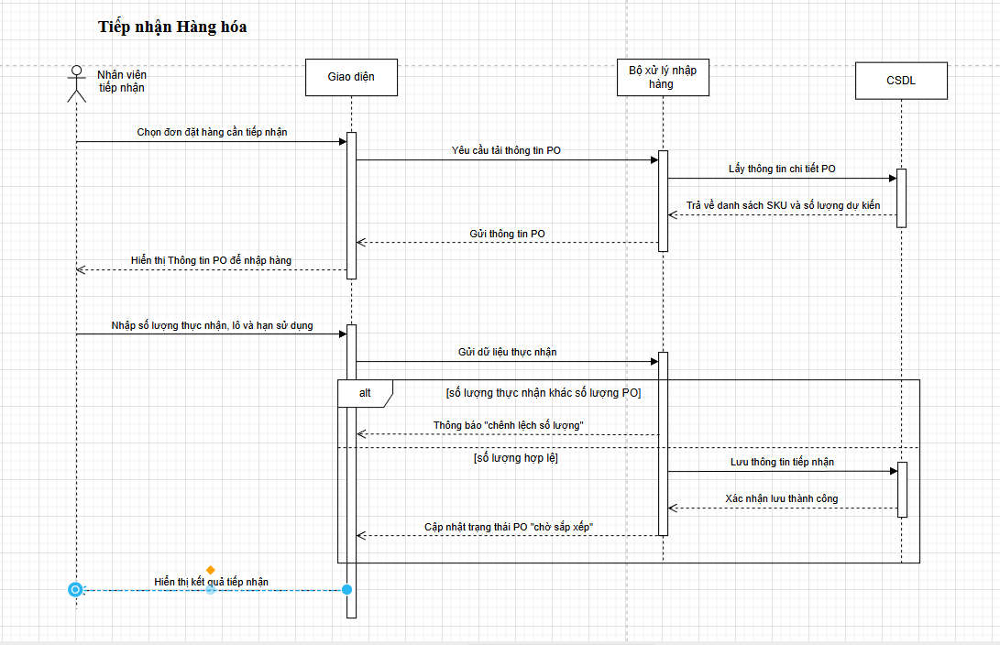 Tiếp nhận Hàng hóa
Nhân viên
tiếp nhận
Giao diện
Bộ xử lý nhập
hàng
CSDL
Chọn đơn đặt hàng cần tiếp nhận
Yêu cầu tải thông tin PO
Lấy thông tin chi tiết PO
Trả về danh sách SKU và số lượng dự kiến
Gửi thông tin PO
Hiển thị Thông tin PO để nhập hàng
Nhập số lượng thực nhận, lô và hạn sử dụng
Gửi dữ liệu thực nhận
alt
[số lượng thực nhận khác số lượng PO]
Thông báo "chênh lệch số lượng"
[số lượng hợp lệ]
Lưu thông tin tiếp nhận
Xác nhận lưu thành công
Cập nhật trạng thái PO "chờ sắp xếp"
Hiển thị kết quả tiếp nhận